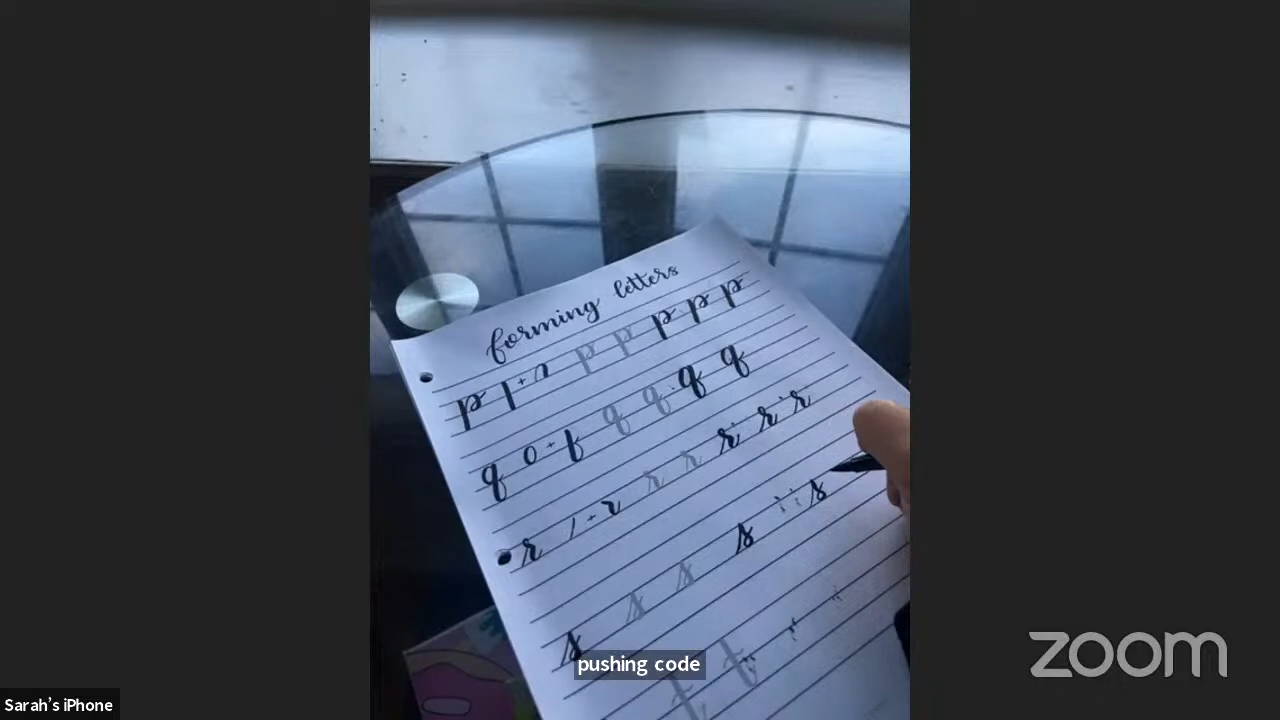 forming letters
p l + n p p p p p
q o + f q q q q
r / + r r r r r r
s s s s s
t t
pushing code
zoom
Sarah's iPhone